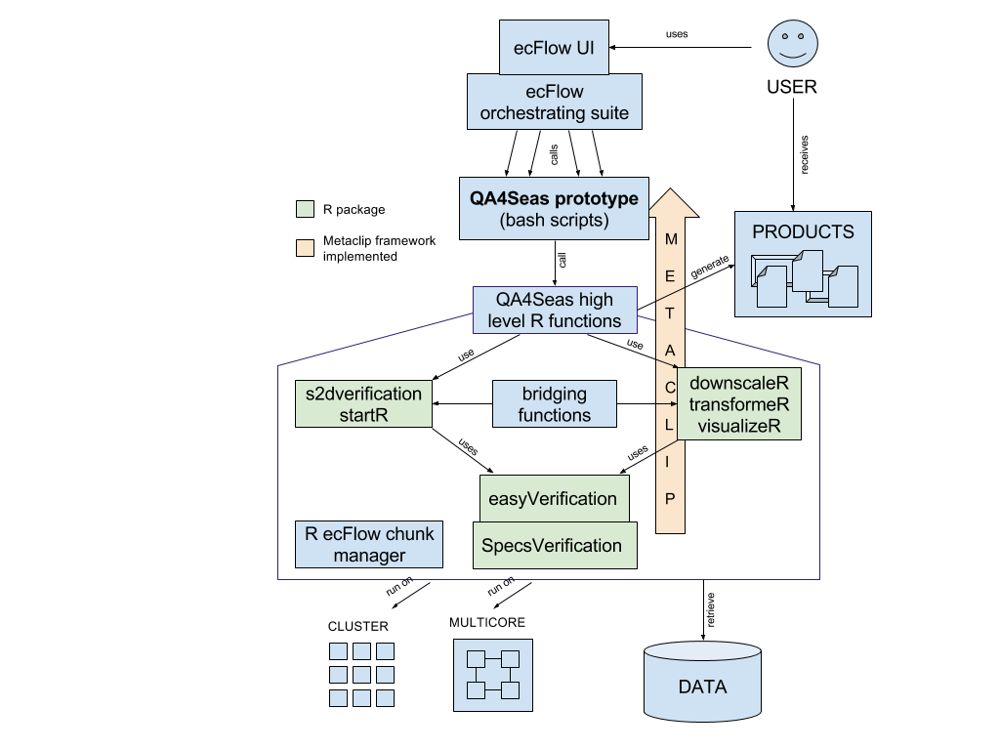 ecFlow UI
uses
USER
ecFlow
orchestrating suite
calls
receives
QA4Seas prototype
(bash scripts)
R package
Metaclip framework
implemented
PRODUCTS
call
generate
QA4Seas high
level R functions
M
E
T
A
C
L
I
P
use
use
s2dverification
startR
bridging
functions
downscaleR
transformeR
visualizeR
uses
uses
easyVerification
R ecFlow chunk
manager
SpecsVerification
run on
run on
retrieve
CLUSTER
MULTICORE
DATA